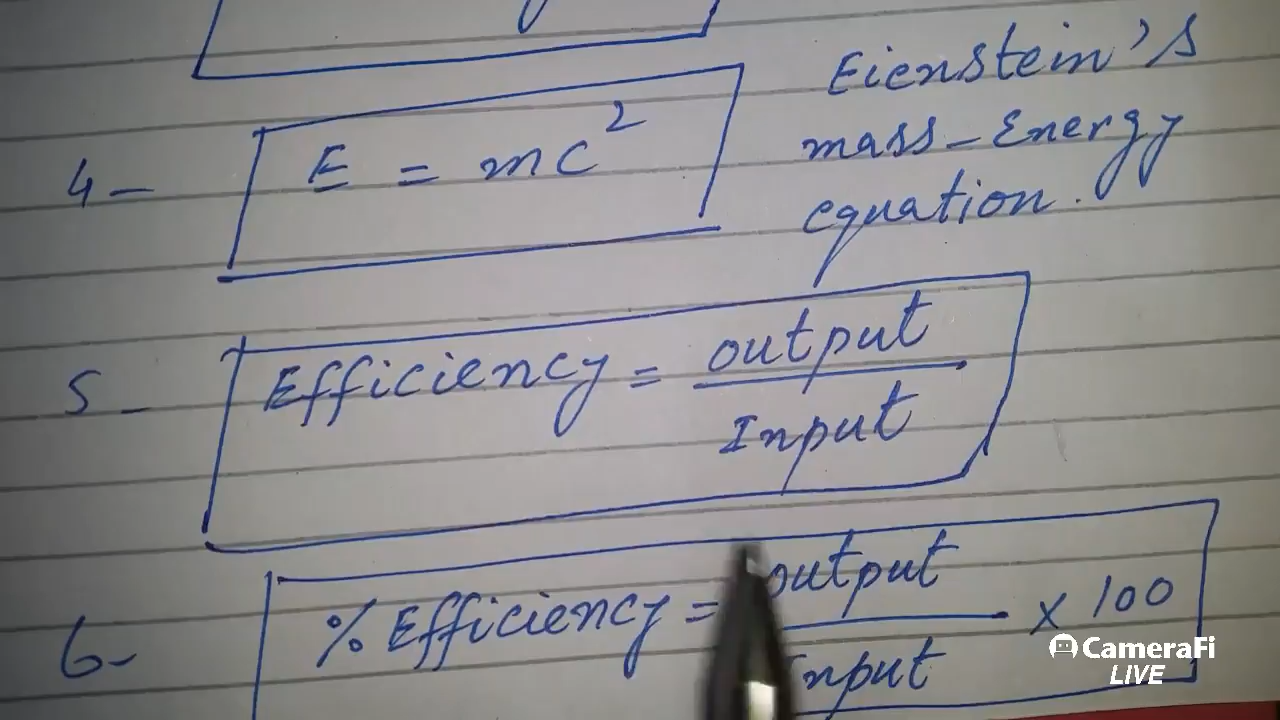 4- E = mc² Eienstein's
mass-Energy
equation.
5- Efficiency = output
Input
6- % Efficiency = output × 100
Input
CameraFi
LIVE